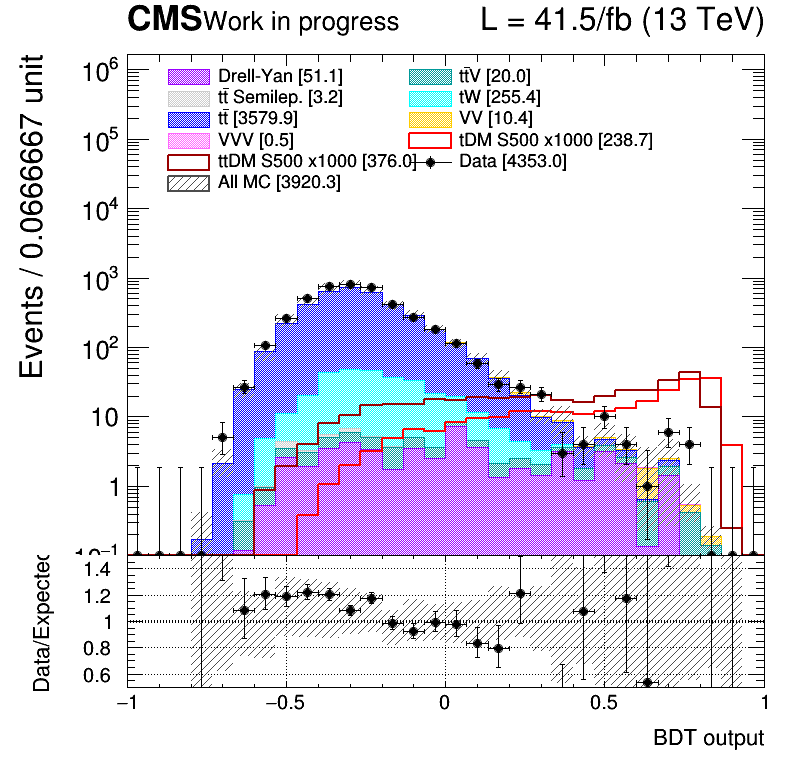 CMS Work in progress L = 41.5/fb (13 TeV)
Events / 0.0666667 unit
10⁶
10⁵
10⁴
10³
10²
10
1
10⁻¹
Drell-Yan [51.1]
tt̄V [20.0]
tt̄ Semilep. [3.2]
tW [255.4]
tt̄ [3579.9]
VV [10.4]
VVV [0.5]
tDM S500 x1000 [238.7]
ttDM S500 x1000 [376.0]
Data [4353.0]
All MC [3920.3]
Data/Expected
1.4
1.2
1
0.8
0.6
−1 −0.5 0 0.5 1
BDT output